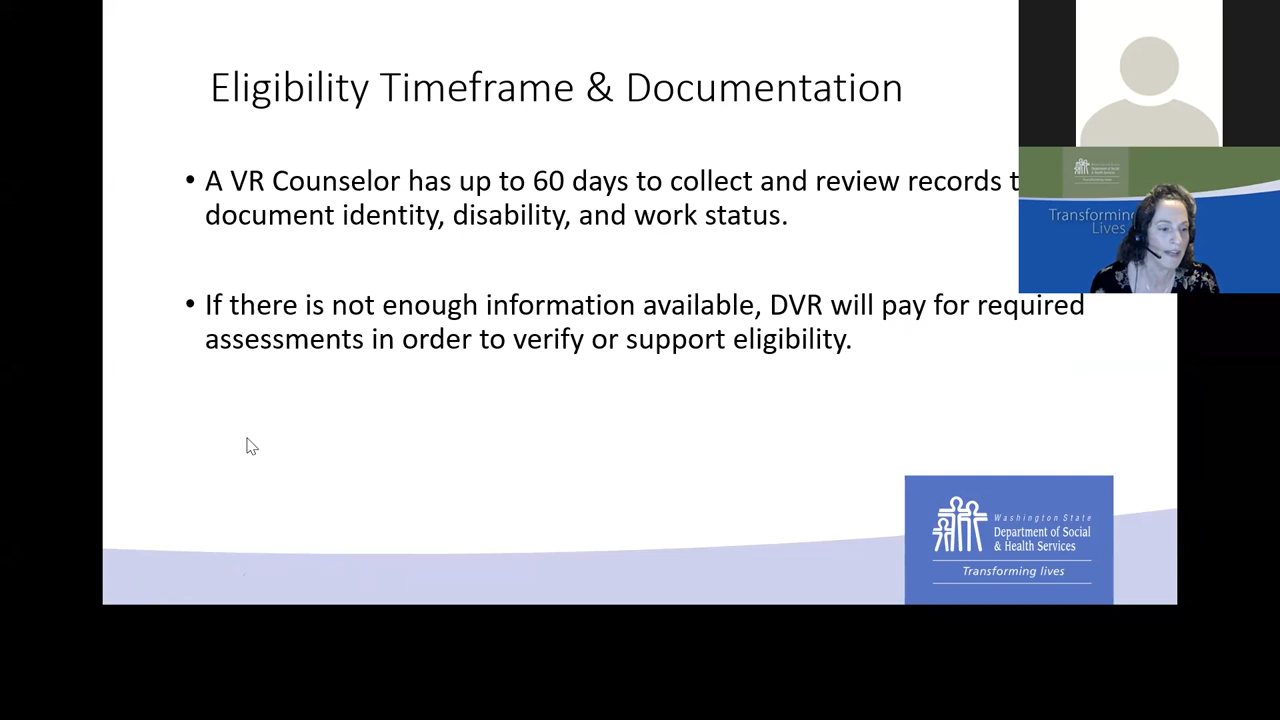 Eligibility Timeframe & Documentation
• A VR Counselor has up to 60 days to collect and review records
document identity, disability, and work status.
• If there is not enough information available, DVR will pay for required
assessments in order to verify or support eligibility.
Transforming
Lives
Washington State
Department of Social
& Health Services
Transforming lives